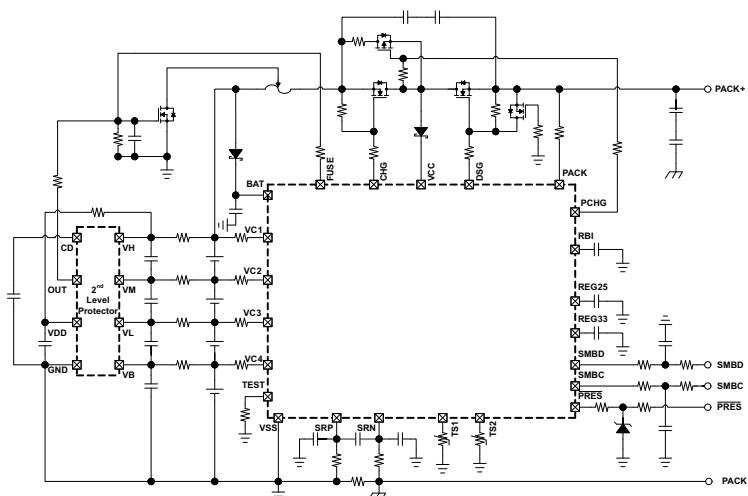 PACK+
FUSE
CHG
VCC
DSG
PACK
BAT
PCHG
VC1
RBI
CD
VH
VC2
OUT
2nd
Level
Protector
VM
REG25
VC3
VDD
VL
REG33
VC4
GND
VB
SMBD
SMBD
TEST
SMBC
SMBC
PRES
PRES
VSS
SRP
SRN
TS1
TS2
PACK